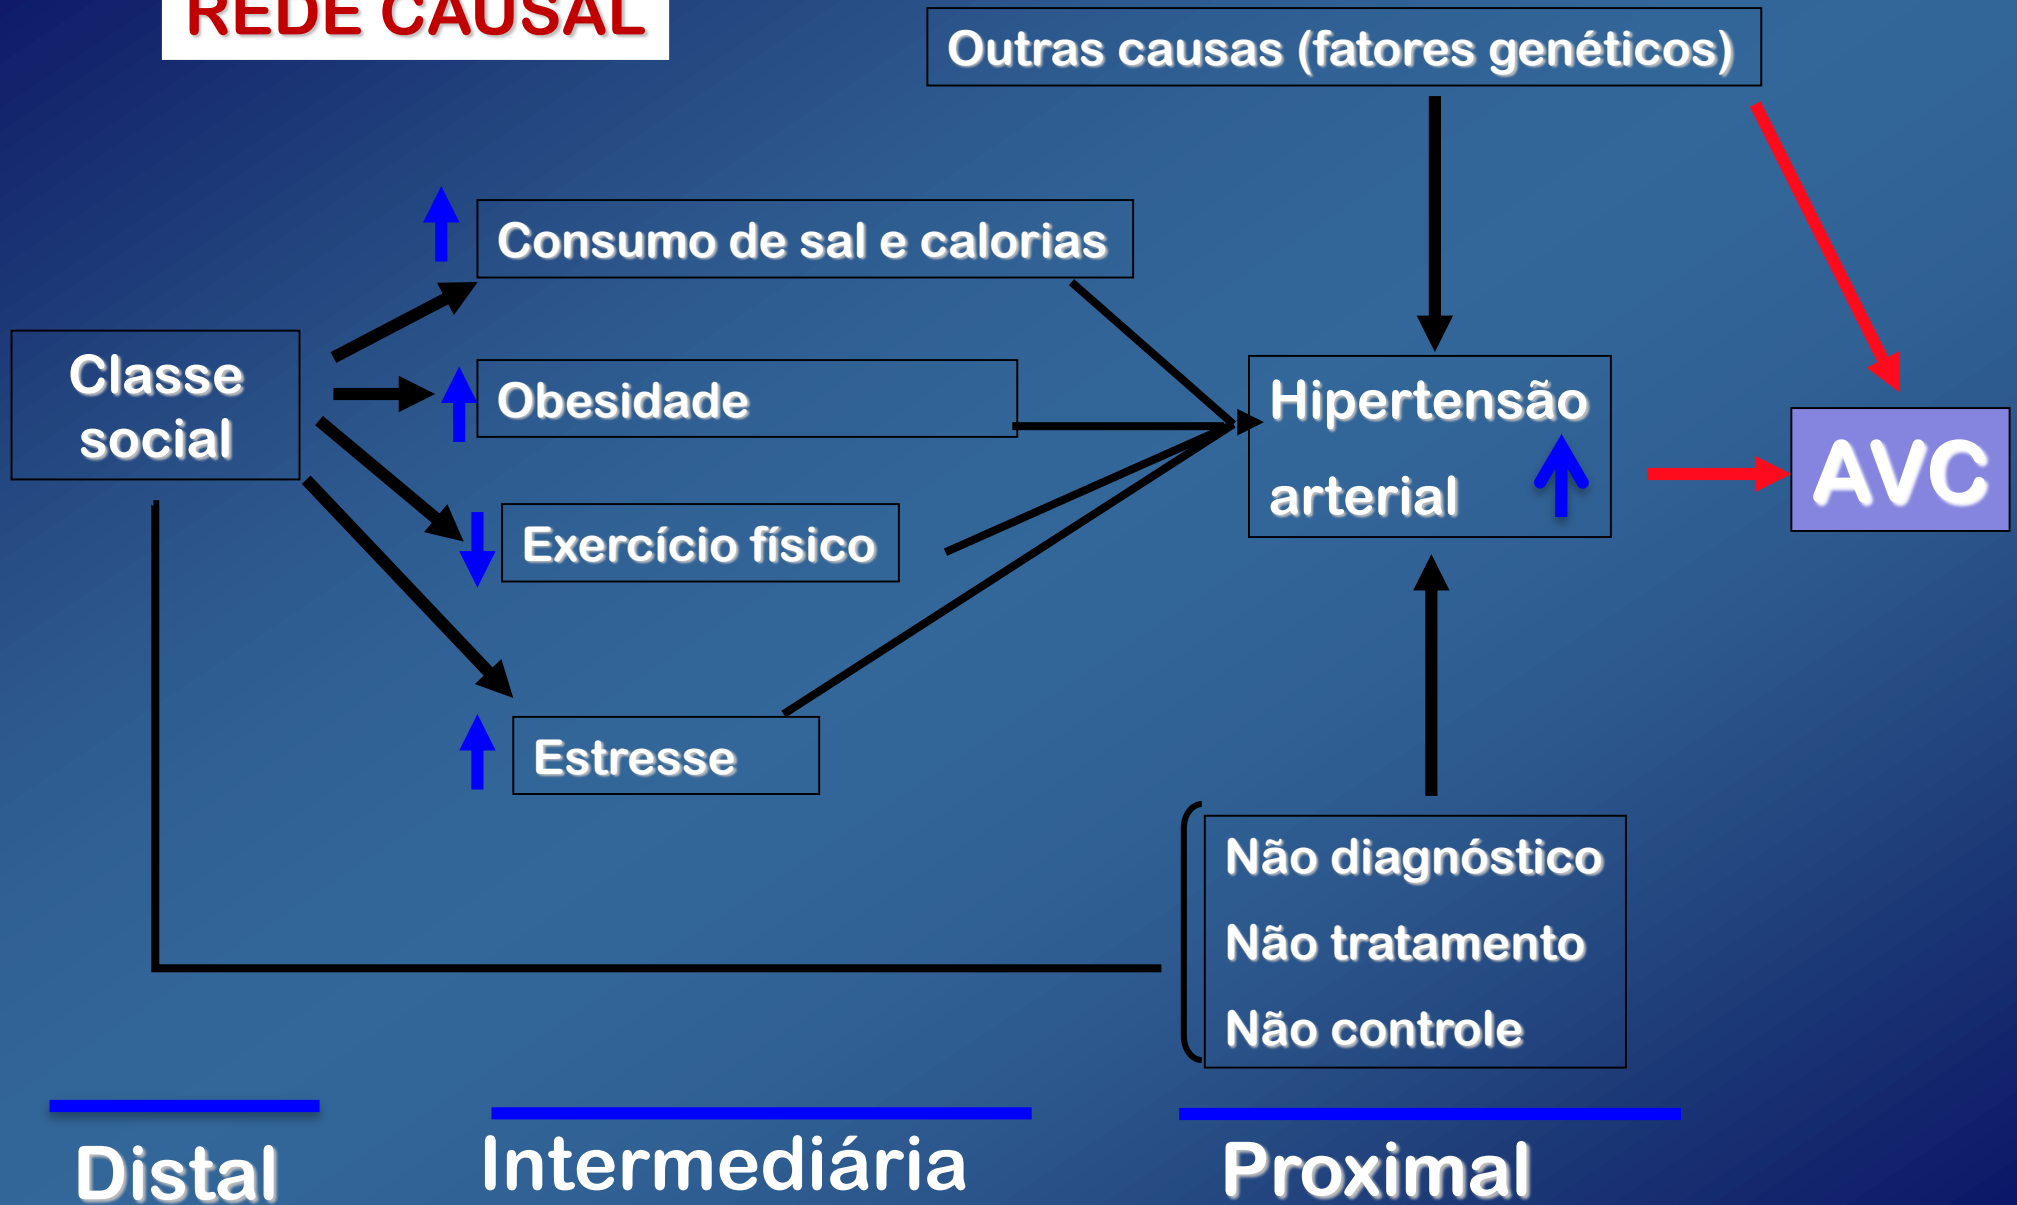 REDE CAUSAL
Outras causas (fatores genéticos)
Consumo de sal e calorias
Classe
social
Obesidade
Hipertensão
arterial
AVC
Exercício físico
Estresse
Não diagnóstico
Não tratamento
Não controle
Distal
Intermediária
Proximal